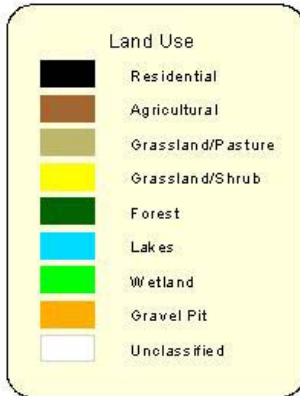 Land Use
Residential
Agricultural
Grassland/Pasture
Grassland/Shrub
Forest
Lakes
Wetland
Gravel Pit
Unclassified